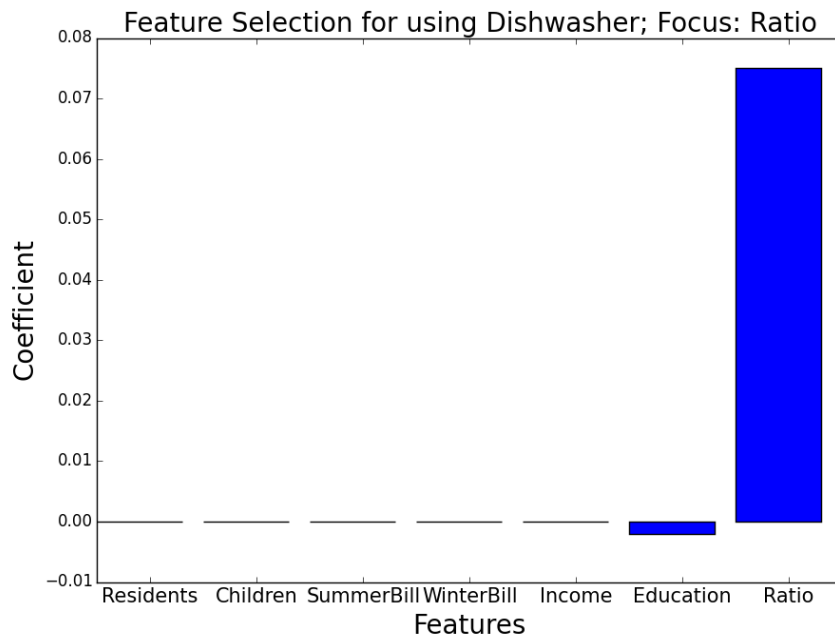 Feature Selection for using Dishwasher; Focus: Ratio
0.08
0.07
0.06
0.05
0.04
0.03
0.02
0.01
0.00
−0.01
Coefficient
Residents Children SummerBill WinterBill Income Education Ratio
Features